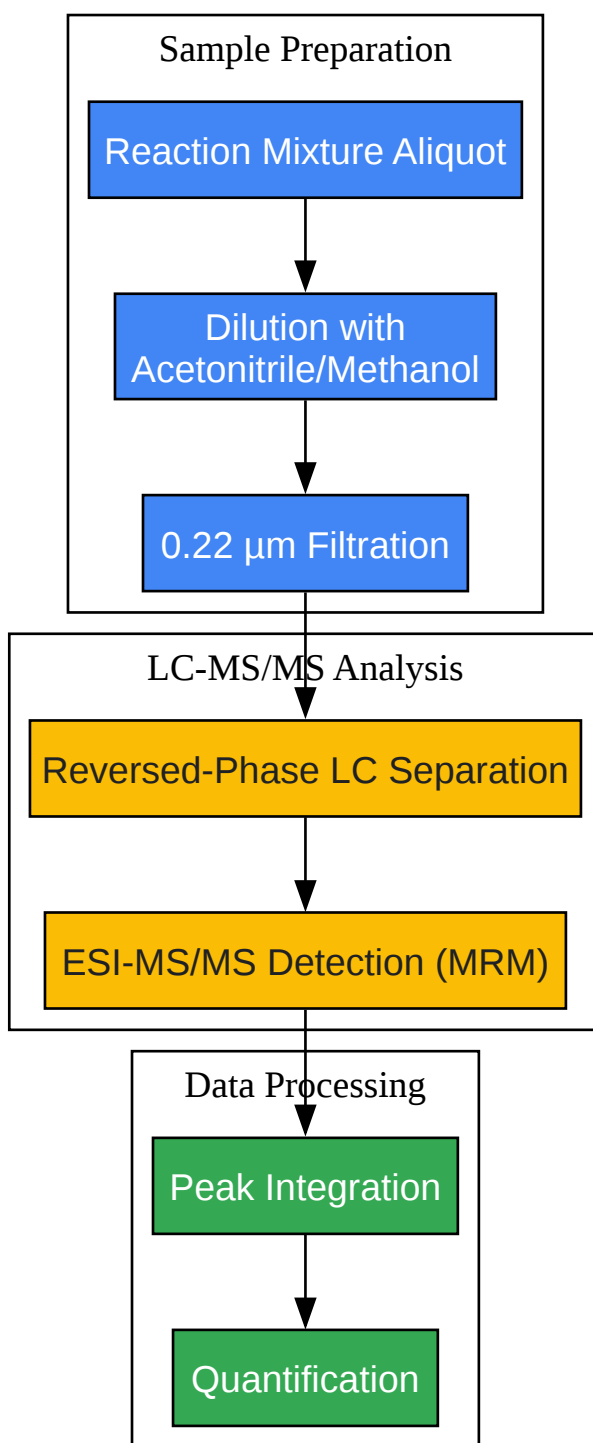 Sample Preparation
Reaction Mixture Aliquot
Dilution with
Acetonitrile/Methanol
0.22 µm Filtration
LC-MS/MS Analysis
Reversed-Phase LC Separation
ESI-MS/MS Detection (MRM)
Data Processing
Peak Integration
Quantification